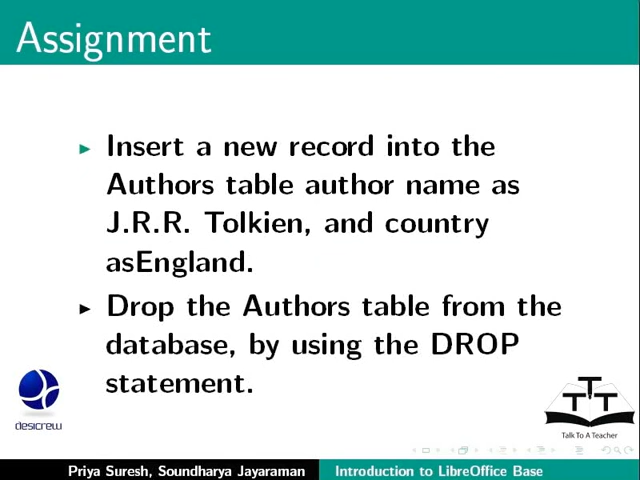 Assignment
Insert a new record into the
Authors table author name as
J.R.R. Tolkien, and country
asEngland.
Drop the Authors table from the
database, by using the DROP
statement.
desicrew
TTT
Talk To A Teacher
Priya Suresh, Soundharya Jayaraman
Introduction to LibreOffice Base